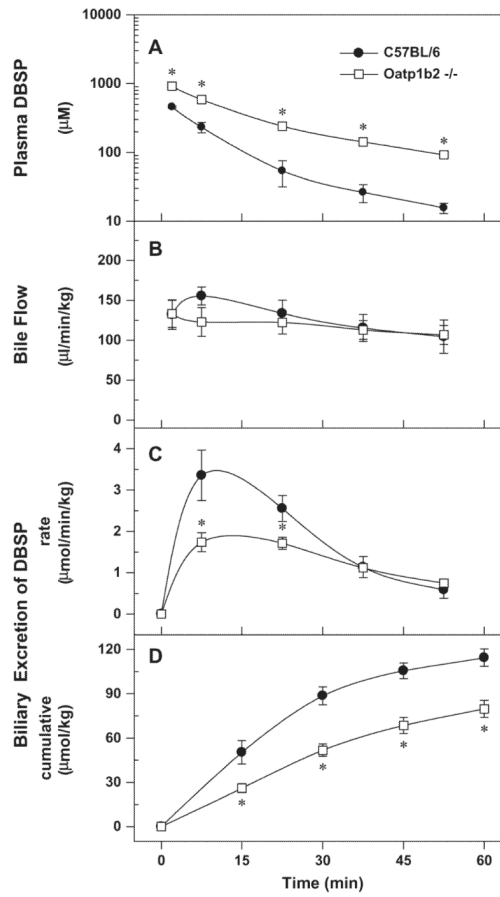 10000
A
C57BL/6
Oatp1b2 -/-
1000
100
10
* * * * *
Plasma DBSP
(µM)
B
200
150
100
50
0
Bile Flow
(µl/min/kg)
C
4
3
2
1
0
* *
Biliary Excretion of DBSP
rate
(µmol/min/kg)
D
120
90
60
30
0
* * * *
cumulative
(µmol/kg)
0 15 30 45 60
Time (min)